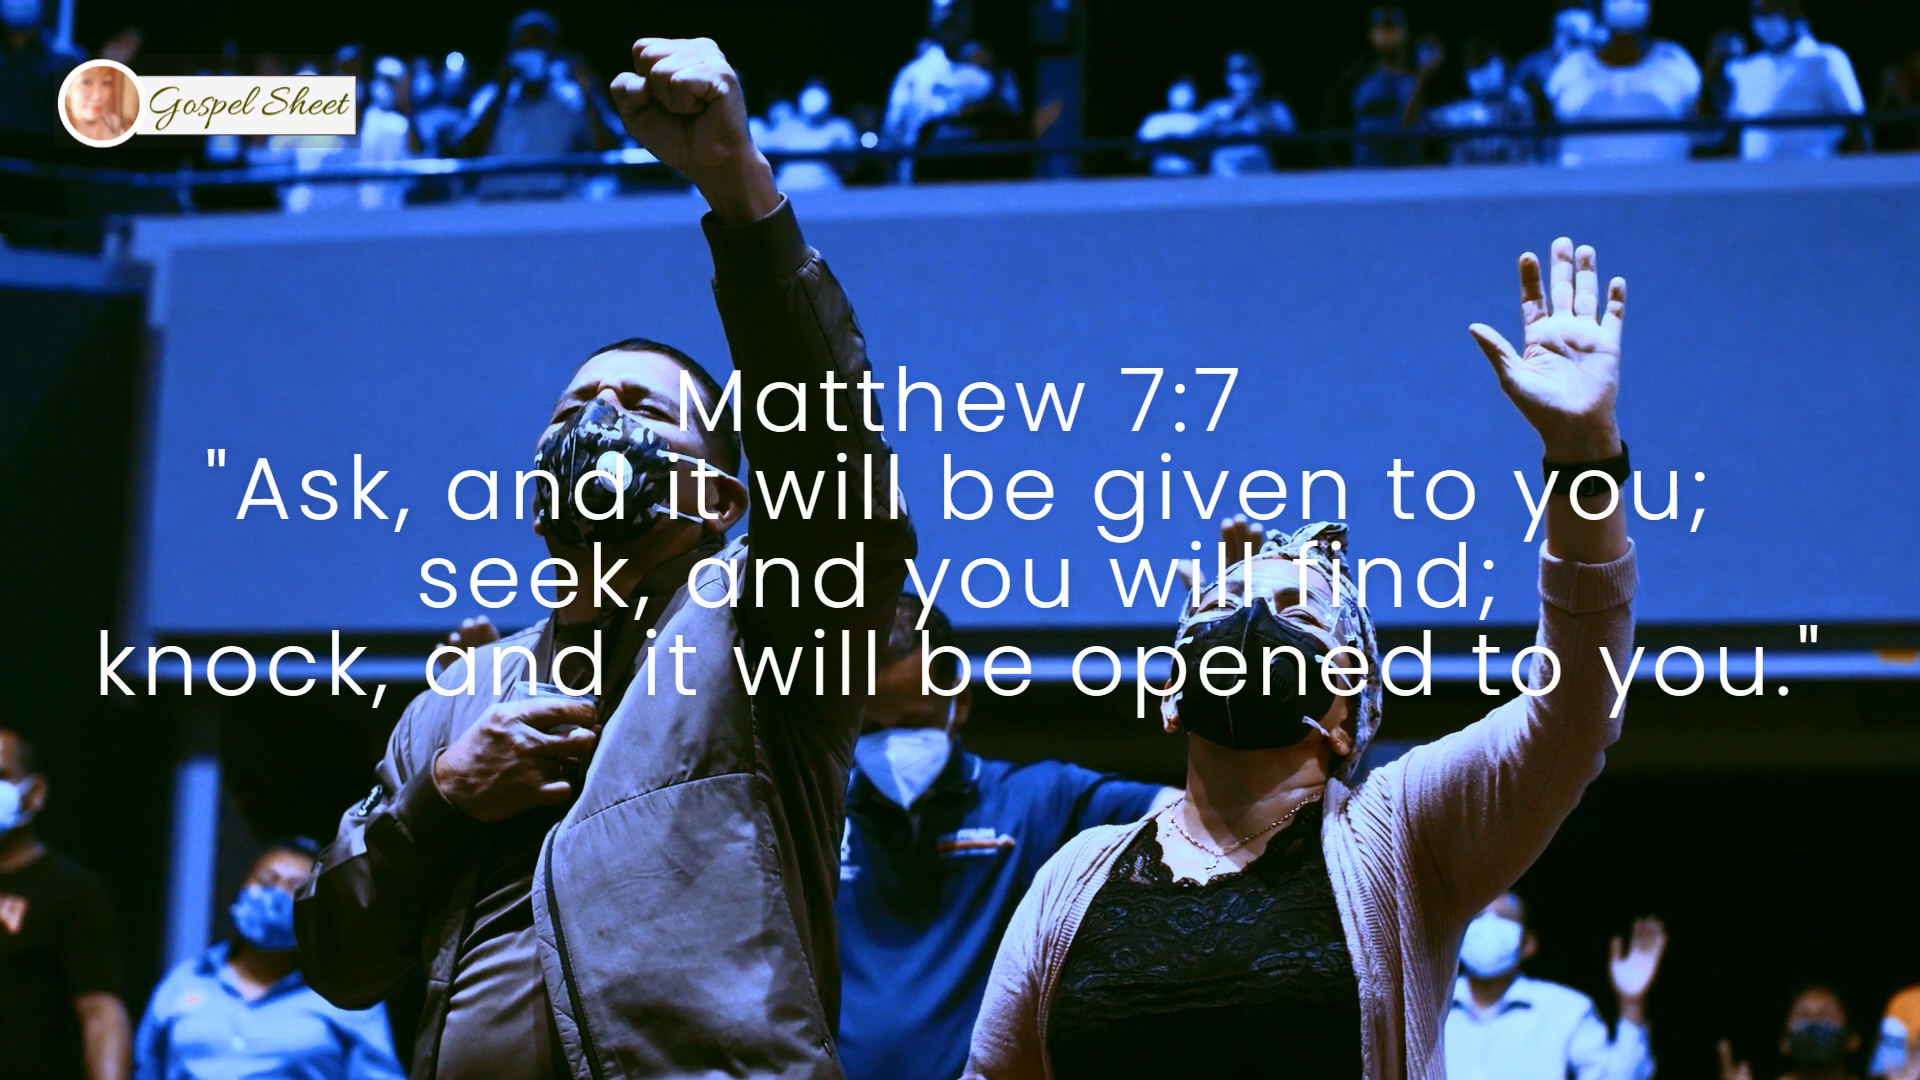 Gospel Sheet
Matthew 7:7
"Ask, and it will be given to you;
seek, and you will find;
knock, and it will be opened to you."